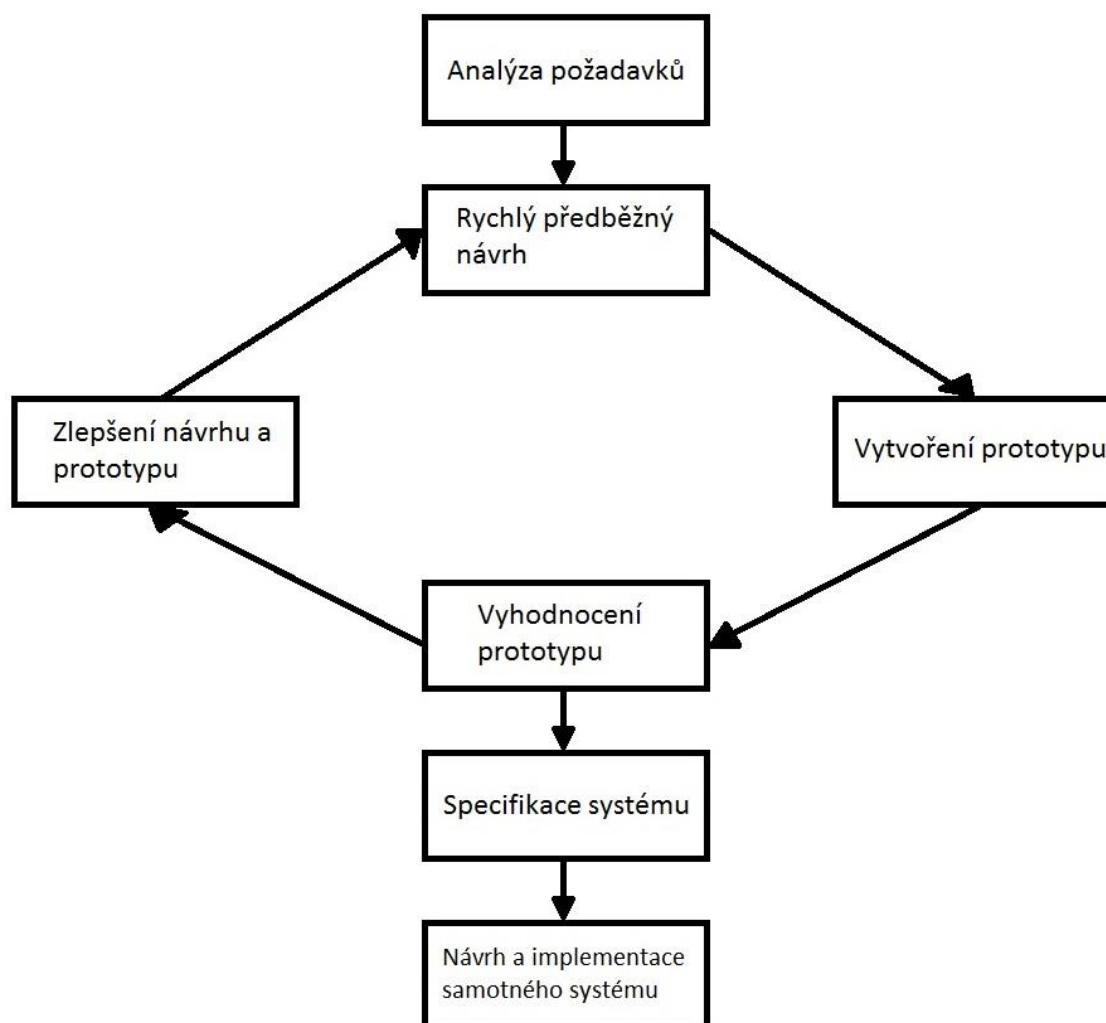 Analýza požadavků
Rychlý předběžný
návrh
Zlepšení návrhu a
prototypu
Vytvoření prototypu
Vyhodnocení
prototypu
Specifikace systému
Návrh a implementace
samotného systému